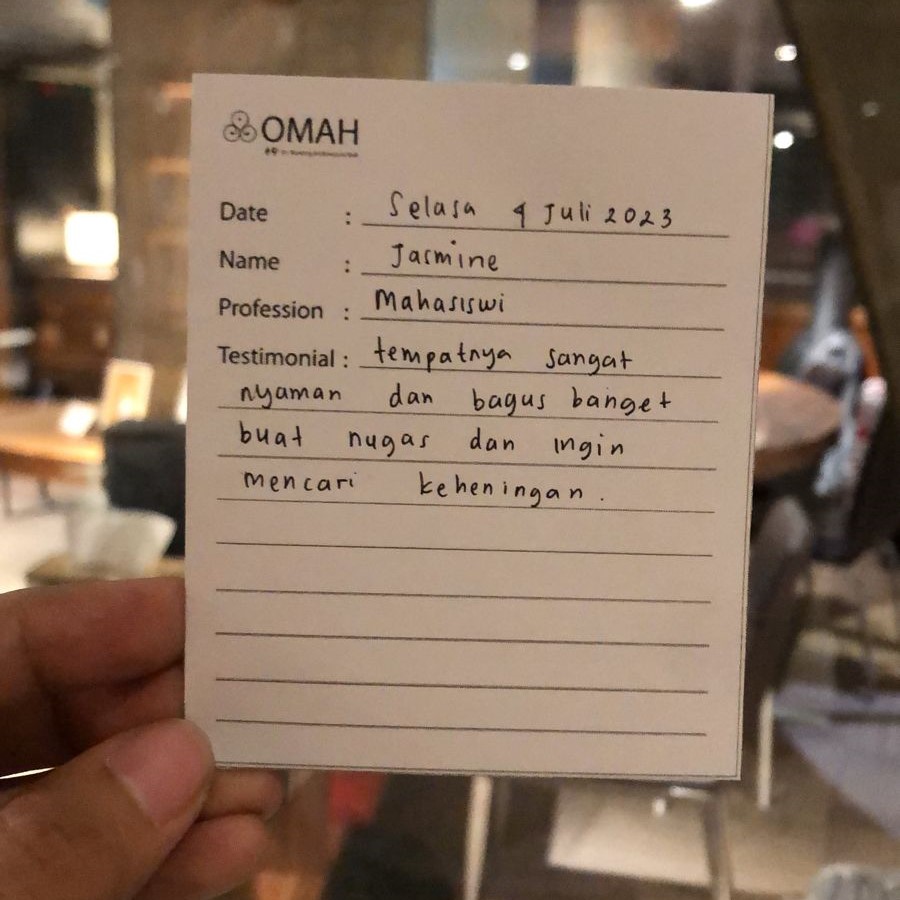 OMAH
Date : Selasa 4 Juli 2023
Name : Jasmine
Profession : Mahasiswi
Testimonial : tempatnya sangat
nyaman dan bagus banget
buat nugas dan ingin
mencari keheningan.